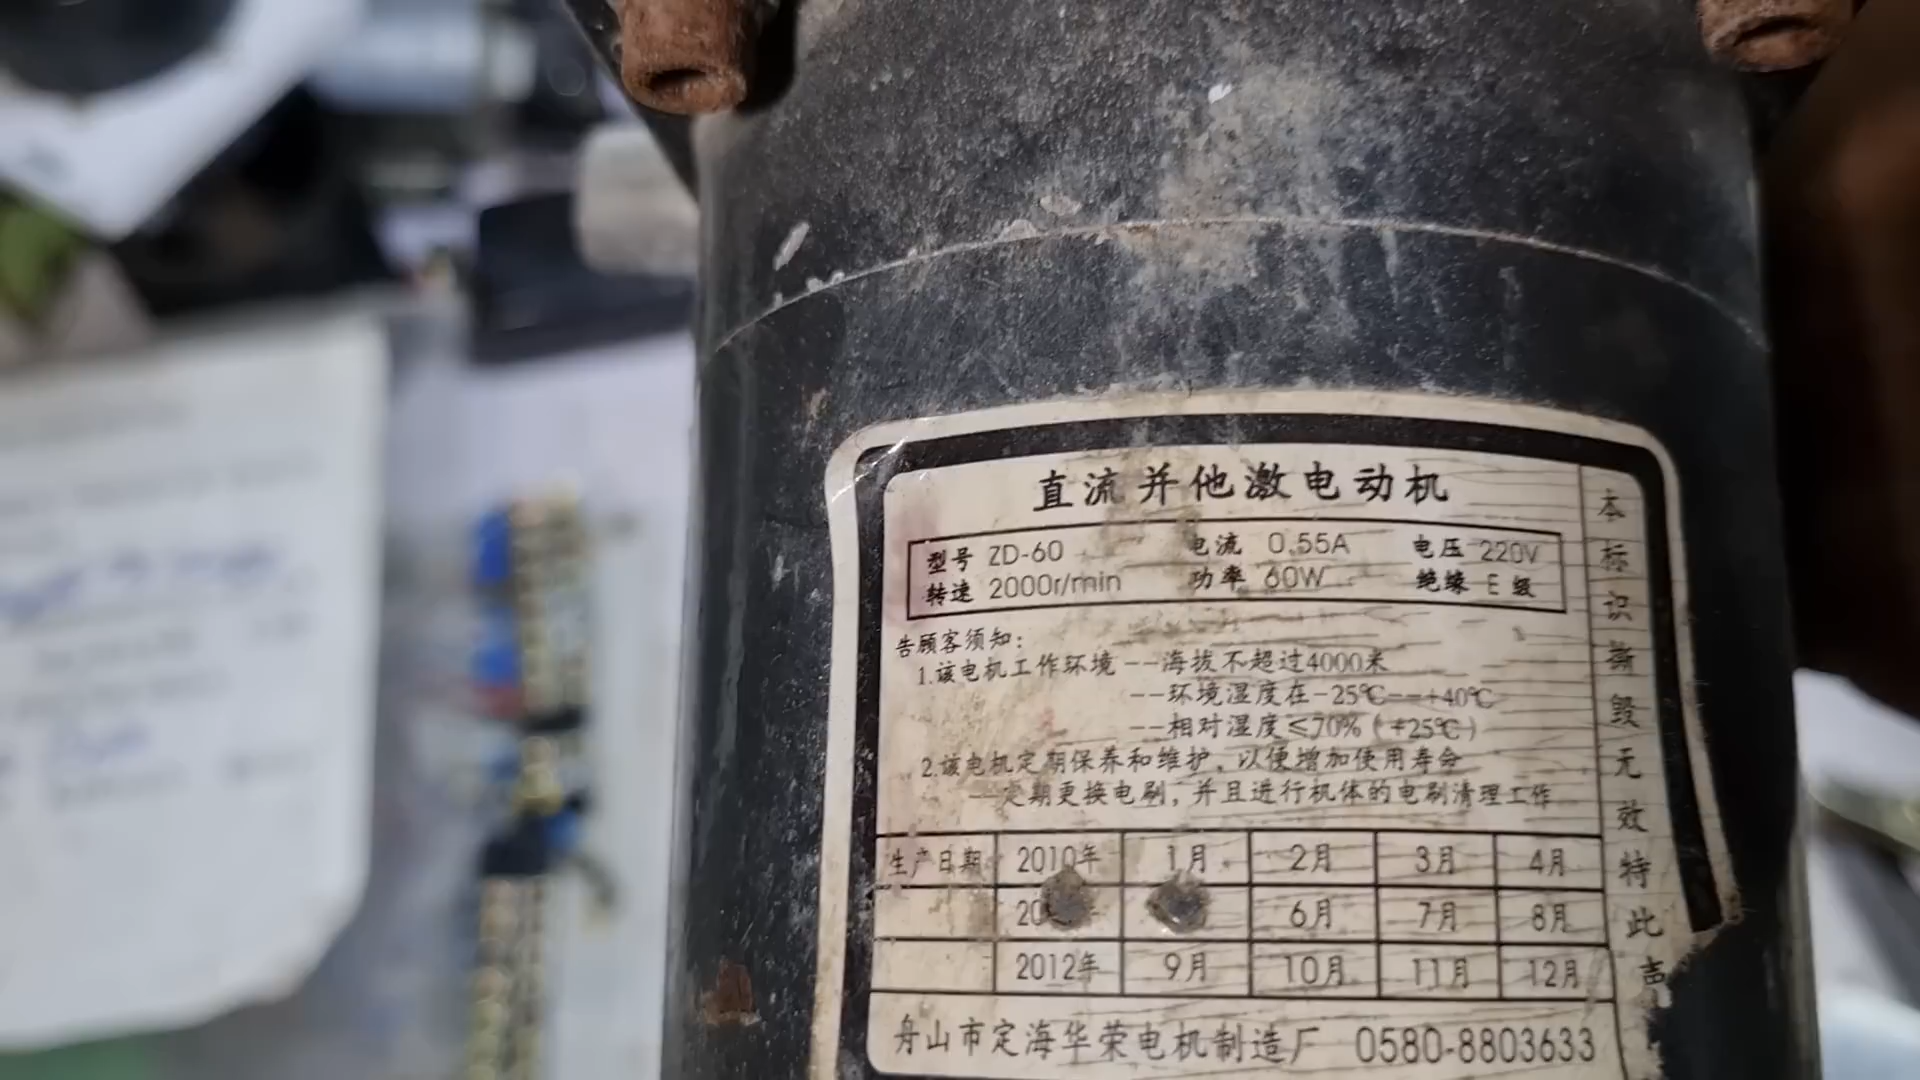 直流并他激电动机
型号 ZD-60 电流 0.55A 电压 220V
转速 2000r/min 功率 60W 绝缘 E 级
告顾客须知：
1.该电机工作环境--海拔不超过4000米
--环境湿度在-25℃--+40℃
--相对湿度≤70%（+25℃）
2.该电机定期保养和维护，以便增加使用寿命
--定期更换电刷，并且进行机体的电刷清理工作
生产日期 2010年 1月 2月 3月 4月
20 6月 7月 8月
2012年 9月 10月 11月 12月
舟山市定海华荣电机制造厂 0580-8803633
本标识撕毁无效特此声